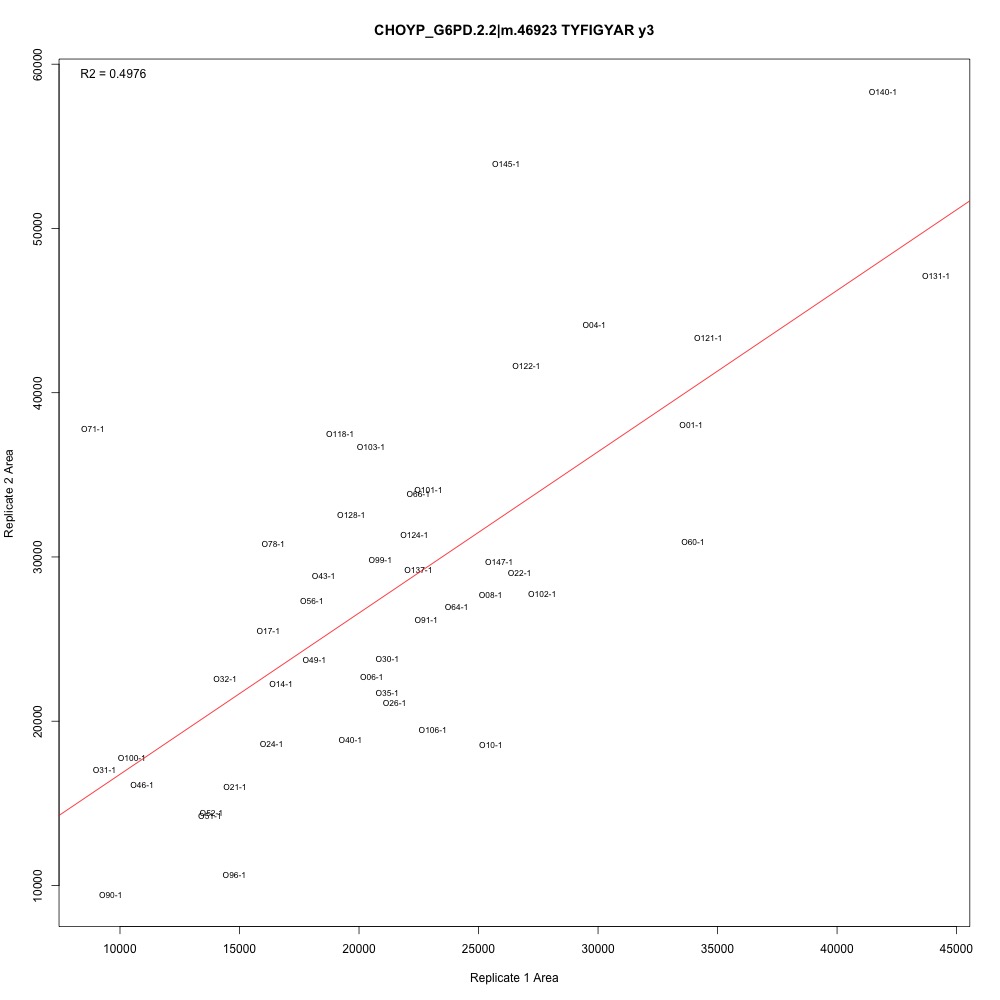 CHOYP_G6PD.2.2|m.46923 TYFIGYAR y3
R2 = 0.4976
60000
O140-1
O145-1
50000
O131-1
O04-1
O121-1
O122-1
40000
O71-1
O118-1
O01-1
O103-1
O101-1
O66-1
O128-1
O124-1
O78-1
O60-1
30000
O99-1
O147-1
O137-1
O22-1
O43-1
O08-1
O102-1
O56-1
O64-1
O91-1
O17-1
O49-1
O30-1
O32-1
O06-1
O14-1
O35-1
O26-1
20000
O106-1
O24-1
O40-1
O10-1
O100-1
O31-1
O46-1
O21-1
O52-1
O51-1
10000
O96-1
O90-1
Replicate 2 Area
10000 15000 20000 25000 30000 35000 40000 45000
Replicate 1 Area